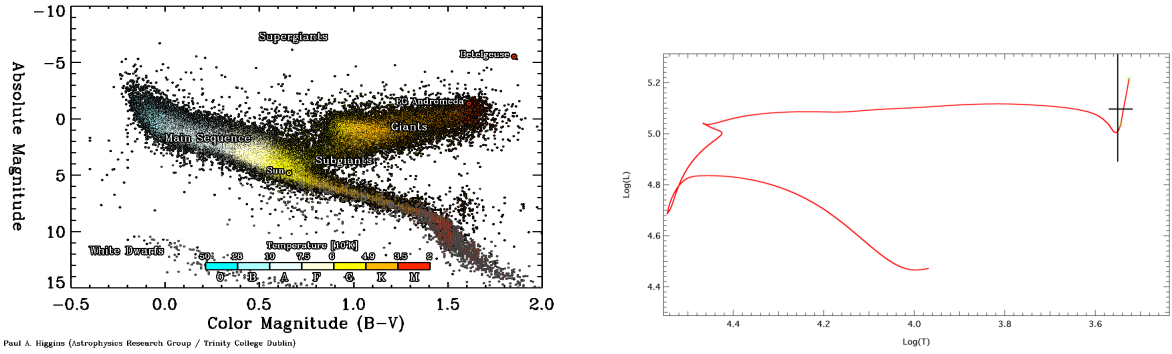 -10
-5
0
5
10
15
Absolute Magnitude
Supergiants
Betelgeuse
FG Andromeda
Giants
Main Sequence
Subgiants
Sun
White Dwarfs
Temperature [10³K]
28 10 7.5 6 4.9 3.5 2
O B A F G K M
-0.5 0.0 0.5 1.0 1.5 2.0
Color Magnitude (B-V)
Paul A. Higgins (Astrophysics Research Group / Trinity College Dublin)
5.2
5.0
4.8
4.6
4.4
Log(L)
4.4 4.2 4.0 3.8 3.6
Log(T)